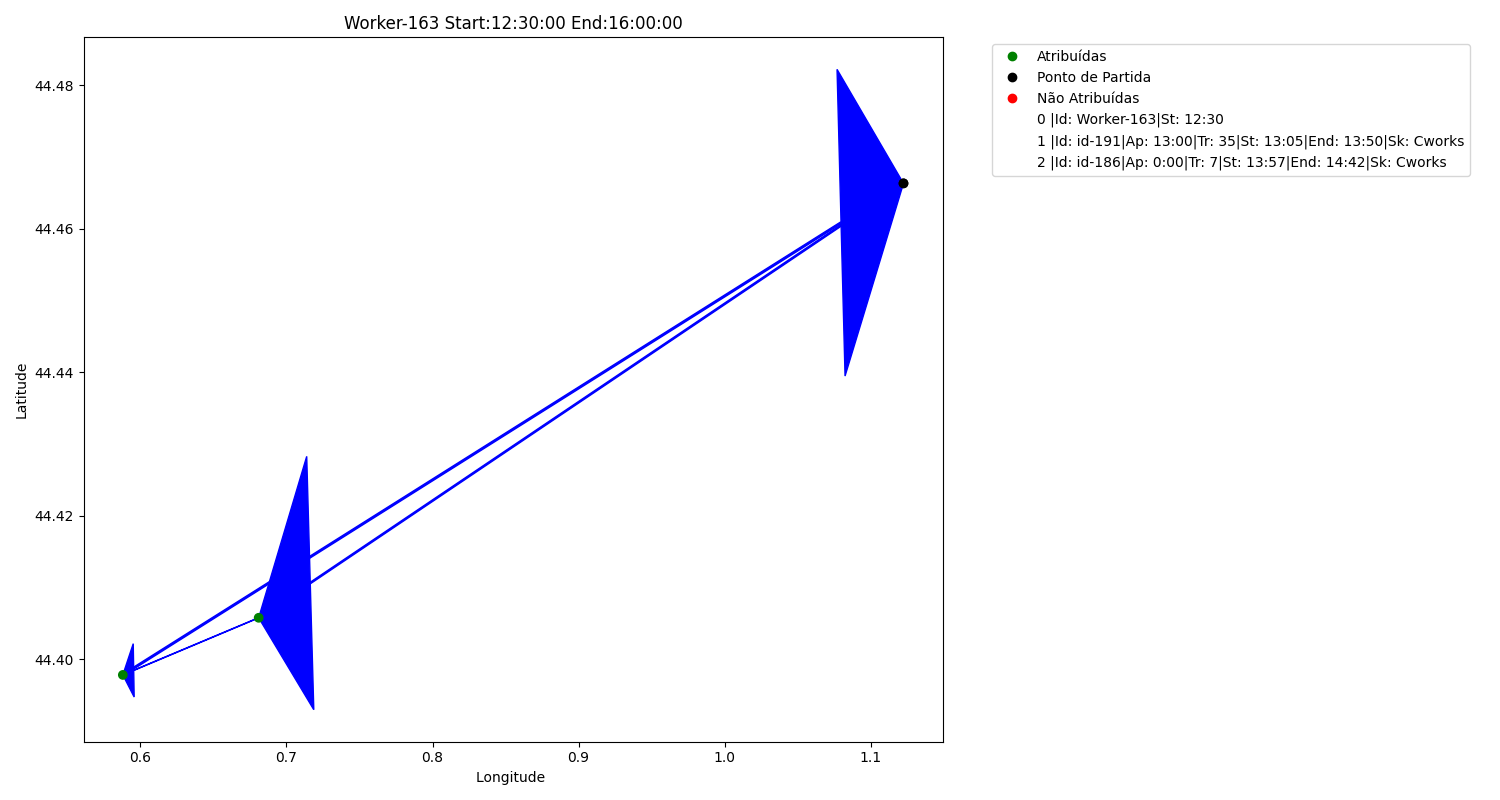 Worker-163 Start:12:30:00 End:16:00:00
Atribuídas
Ponto de Partida
Não Atribuídas
0 |Id: Worker-163|St: 12:30
1 |Id: id-191|Ap: 13:00|Tr: 35|St: 13:05|End: 13:50|Sk: Cworks
2 |Id: id-186|Ap: 0:00|Tr: 7|St: 13:57|End: 14:42|Sk: Cworks
Latitude
44.48
44.46
44.44
44.42
44.40
0.6
0.7
0.8
0.9
1.0
1.1
Longitude